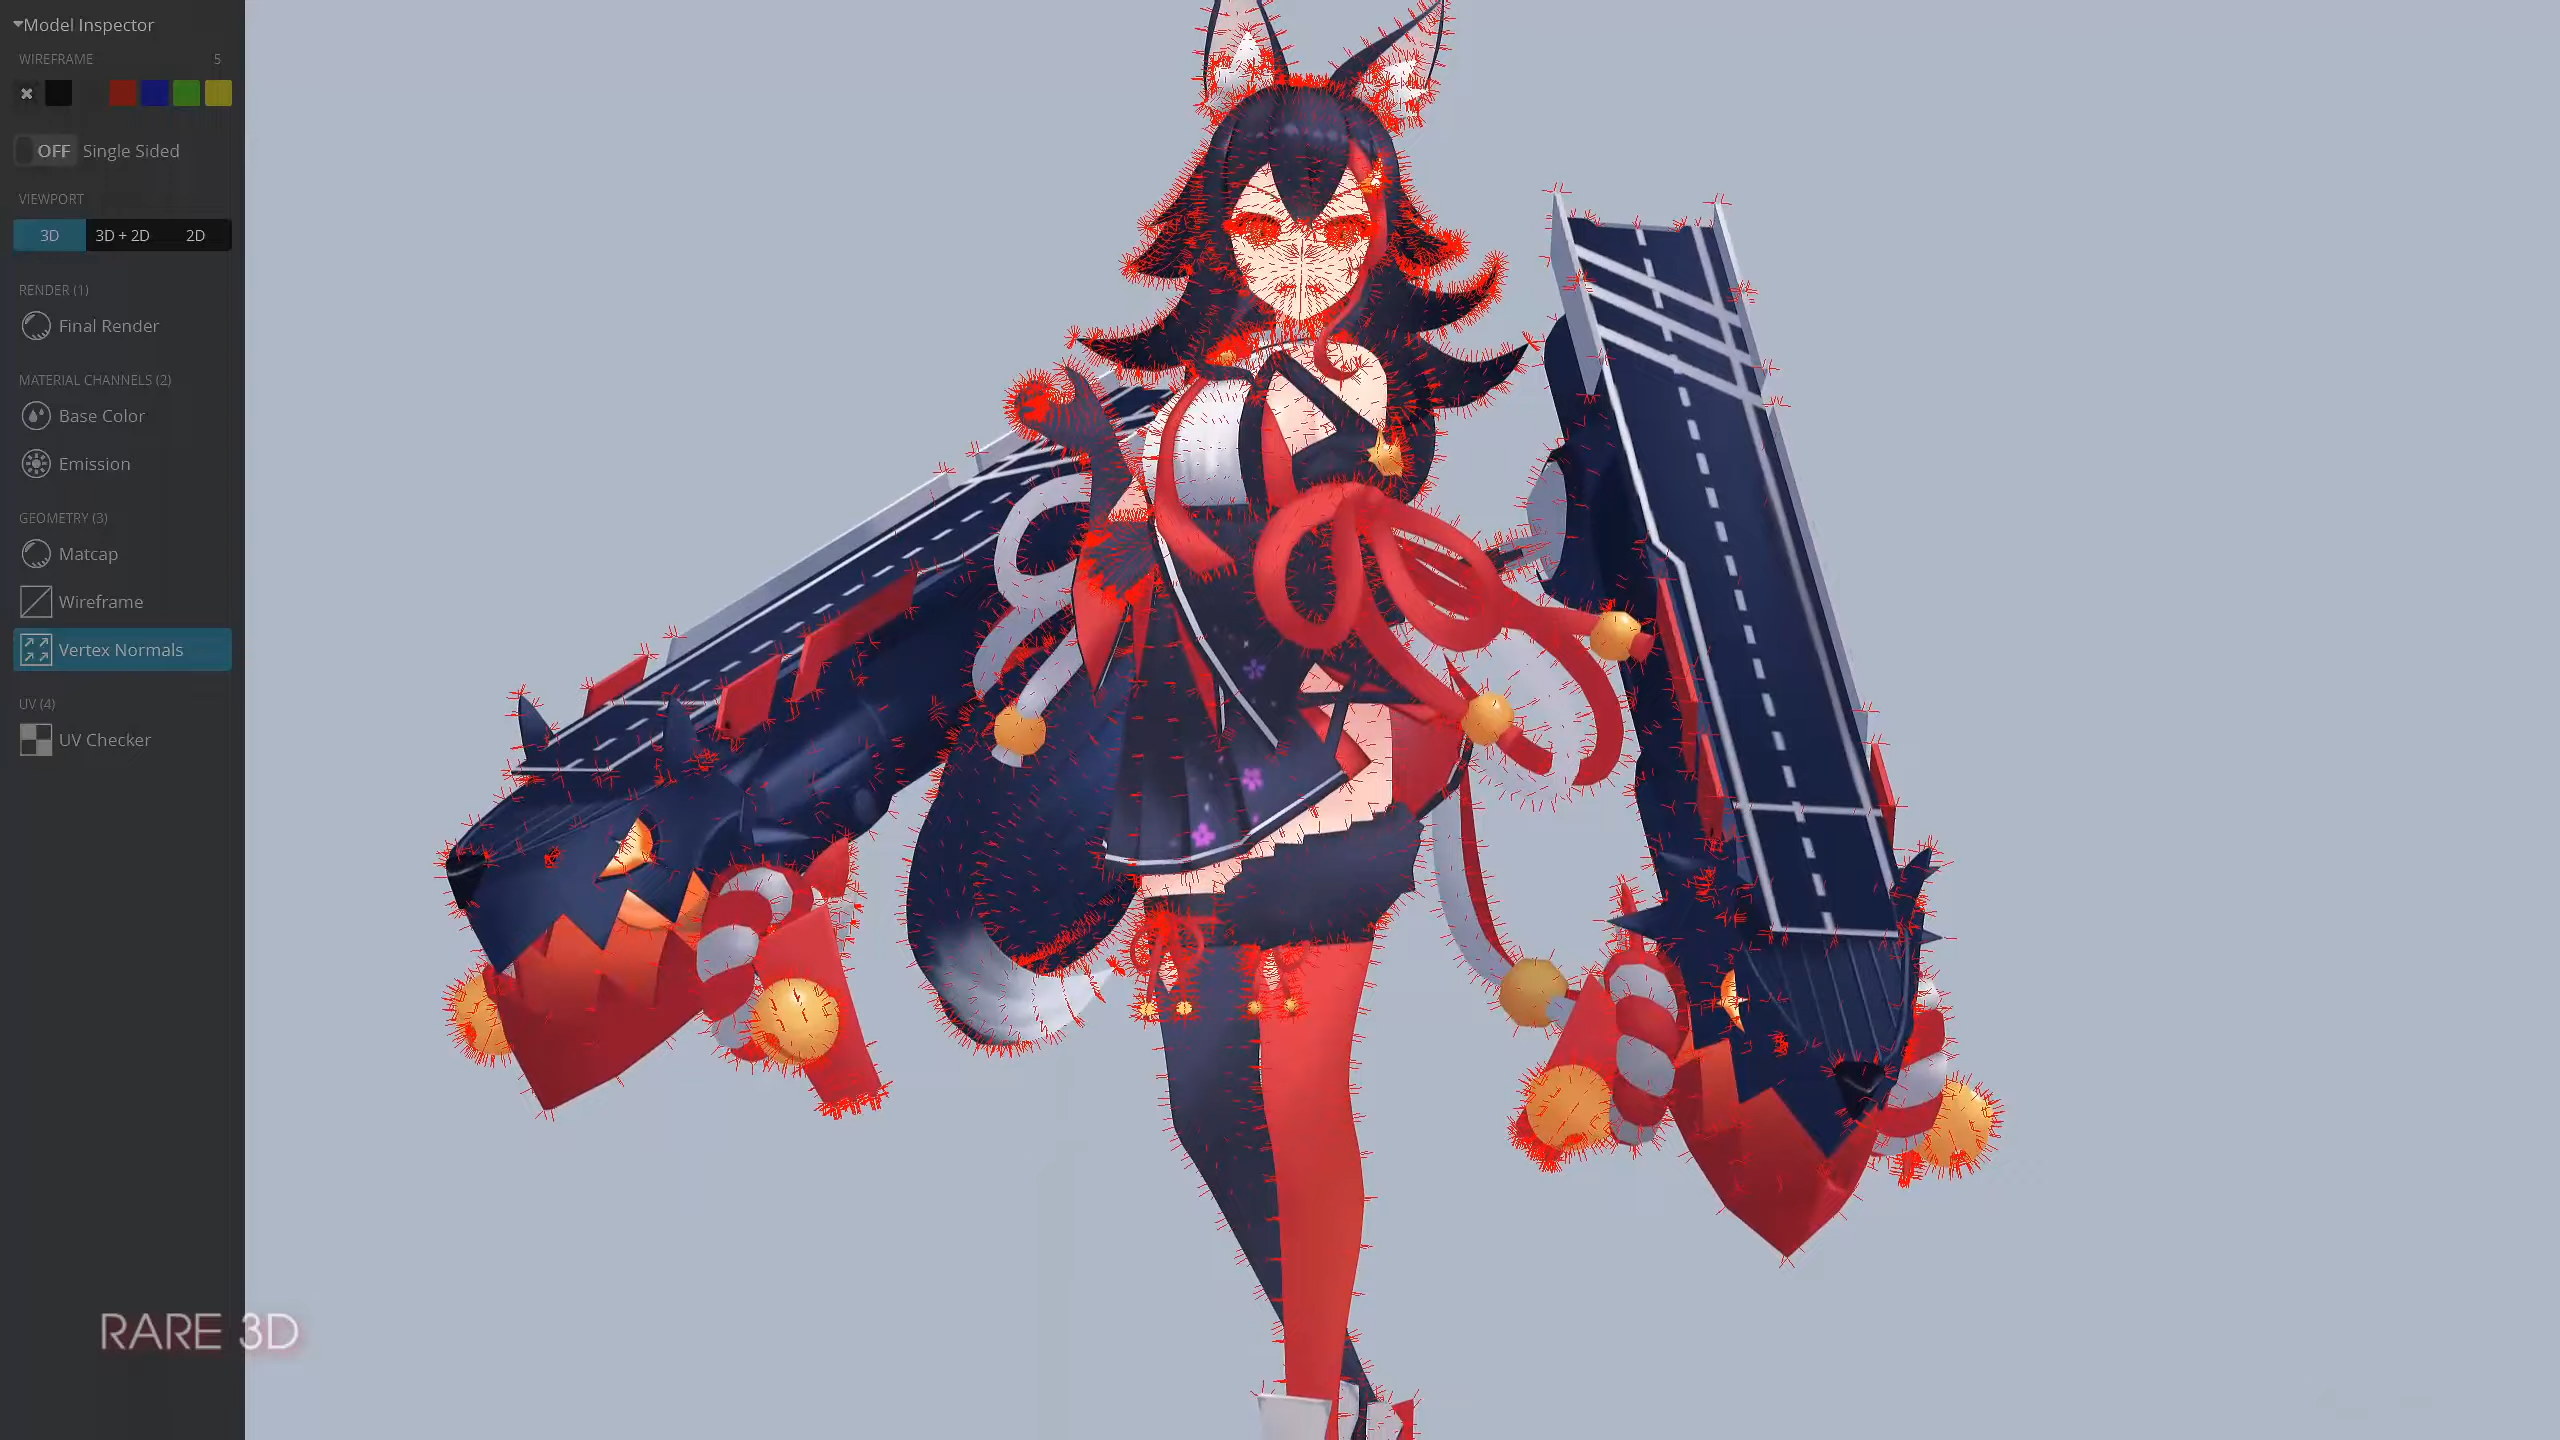 Model Inspector
WIREFRAME 5
OFF Single Sided
VIEWPORT
3D 3D + 2D 2D
RENDER (1)
Final Render
MATERIAL CHANNELS (2)
Base Color
Emission
GEOMETRY (3)
Matcap
Wireframe
Vertex Normals
UV (4)
UV Checker
RARE 3D